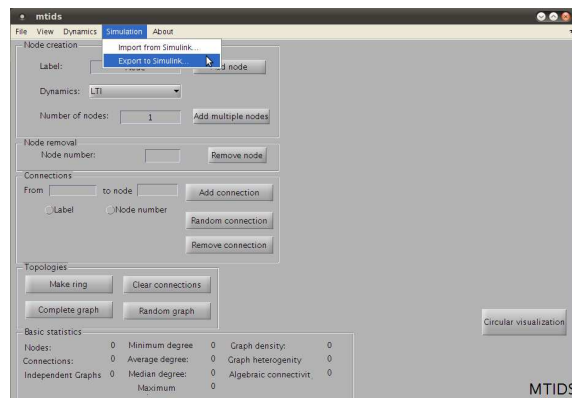 mtids
File View Dynamics Simulation About
Import from Simulink...
Export to Simulink...
Node creation
Label: Add node
Dynamics: LTI
Number of nodes: 1 Add multiple nodes
Node removal
Node number: Remove node
Connections
From to node Add connection
Label Node number
Random connection
Remove connection
Topologies
Make ring Clear connections
Complete graph Random graph
Circular visualization
Basic statistics
Nodes: 0 Minimum degree 0 Graph density: 0
Connections: 0 Average degree: 0 Graph heterogenity 0
Independent Graphs 0 Median degree: 0 Algebraic connectivit 0
Maximum 0
MTIDS